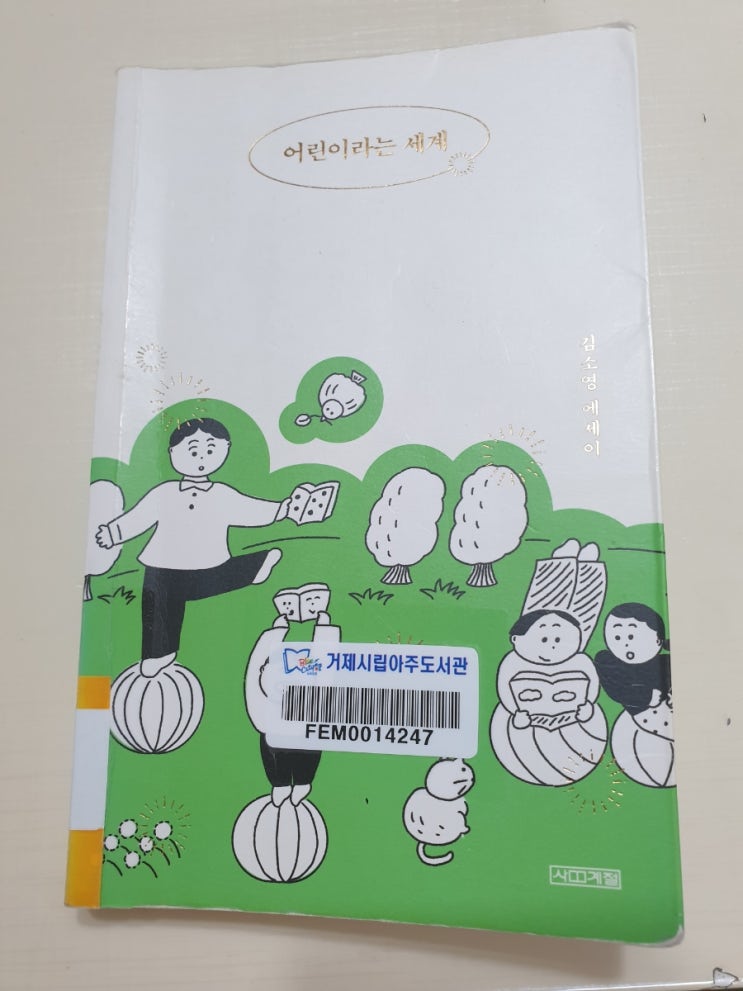 어린이라는 세계
김소영 에세이
거제시립아주도서관
FEM0014247
사계절